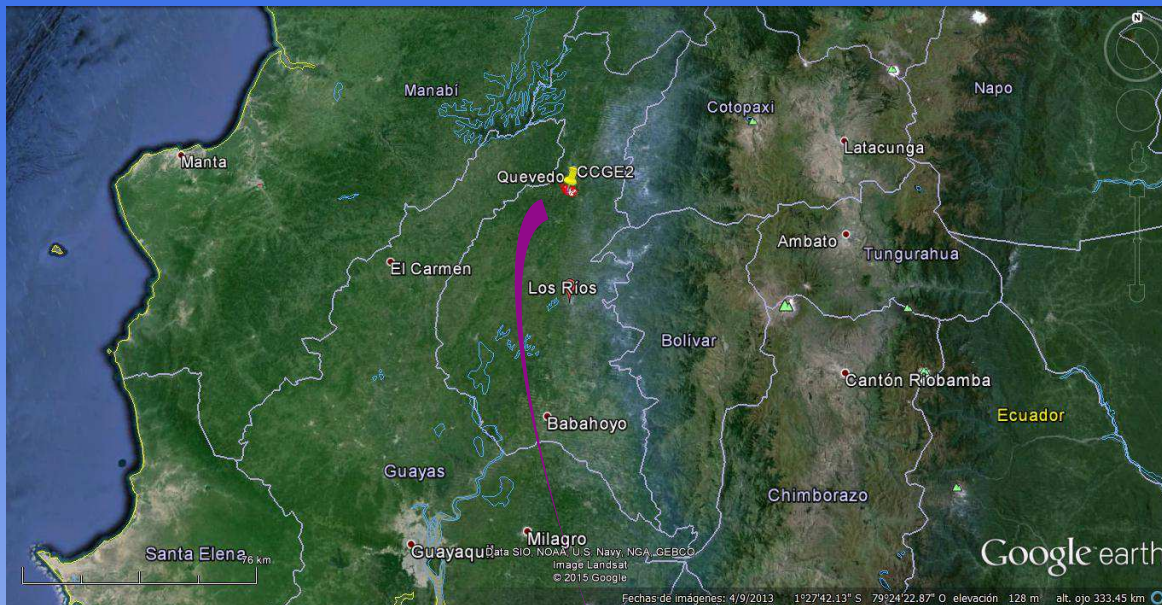 N
Napo
Manabí
Cotopaxi
Latacunga
Manta
Quevedo
CCGE2
Ambato
Tungurahua
El Carmen
Los Ríos
Bolívar
Cantón Riobamba
Ecuador
Babahoyo
Guayas
Chimborazo
Milagro
Santa Elena
76 km
Guayaquil
Data SIO, NOAA, U.S. Navy, NGA, GEBCO
Image Landsat
© 2015 Google
Google earth
Fechas de imágenes: 4/9/2013 1°27'42.13" S 79°24'22.87" O elevación 128 m alt. ojo 333.45 km